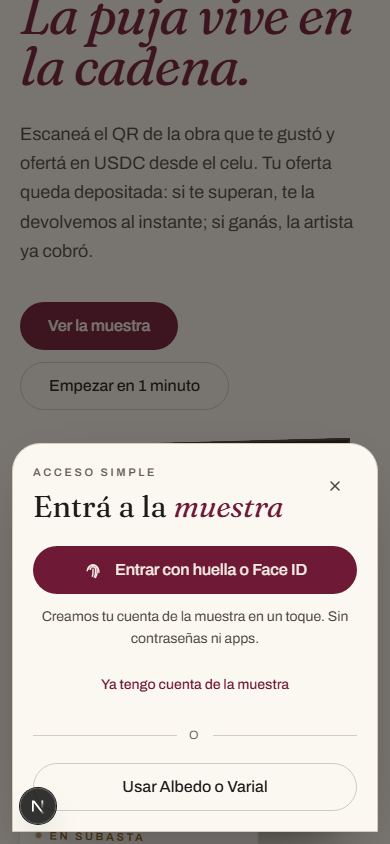 La puja vive en
la cadena.
Escaneá el QR de la obra que te gustó y
ofertá en USDC desde el celu. Tu oferta
queda depositada: si te superan, te la
devolvemos al instante; si ganás, la artista
ya cobró.
Ver la muestra
Empezar en 1 minuto
ACCESO SIMPLE
Entrá a la muestra
Entrar con huella o Face ID
Creamos tu cuenta de la muestra en un toque. Sin
contraseñas ni apps.
Ya tengo cuenta de la muestra
O
Usar Albedo o Varial
N
EN SUBASTA